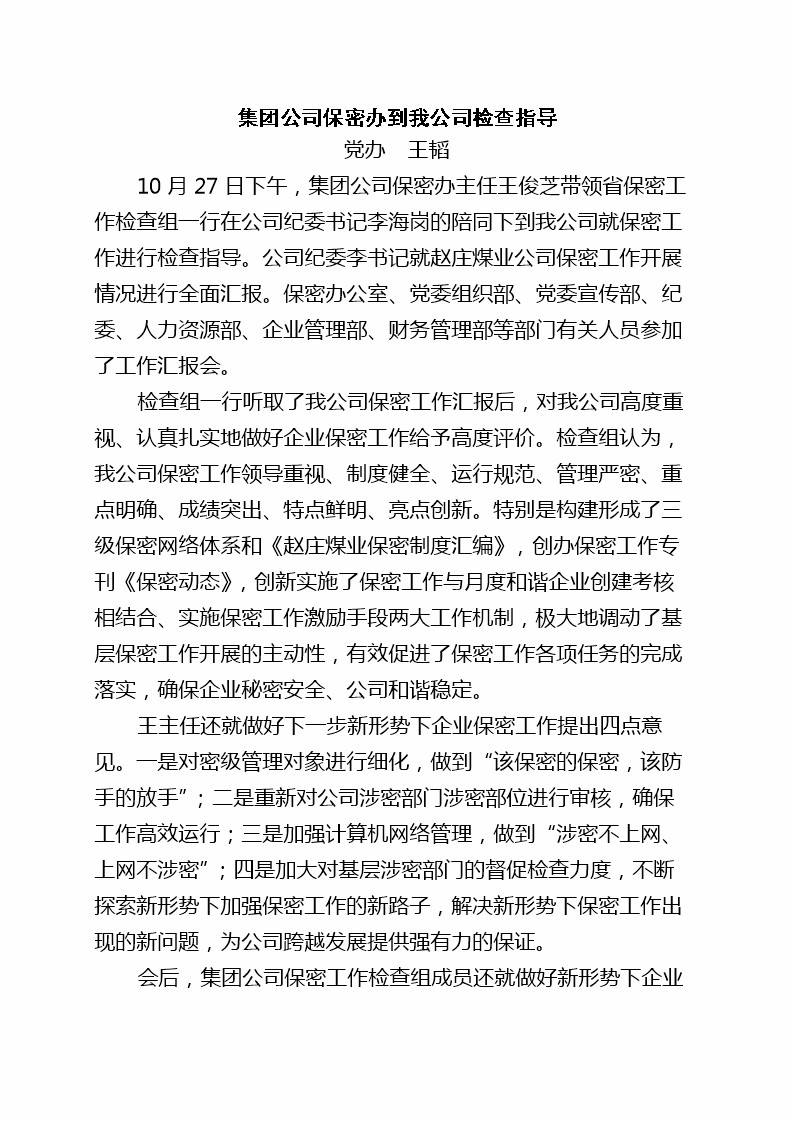 集团公司保密办到我公司检查指导
党办　王韬
10 月 27 日下午，集团公司保密办主任王俊芝带领省保密工
作检查组一行在公司纪委书记李海岗的陪同下到我公司就保密工
作进行检查指导。公司纪委李书记就赵庄煤业公司保密工作开展
情况进行全面汇报。保密办公室、党委组织部、党委宣传部、纪
委、人力资源部、企业管理部、财务管理部等部门有关人员参加
了工作汇报会。
检查组一行听取了我公司保密工作汇报后，对我公司高度重
视、认真扎实地做好企业保密工作给予高度评价。检查组认为，
我公司保密工作领导重视、制度健全、运行规范、管理严密、重
点明确、成绩突出、特点鲜明、亮点创新。特别是构建形成了三
级保密网络体系和《赵庄煤业保密制度汇编》，创办保密工作专
刊《保密动态》，创新实施了保密工作与月度和谐企业创建考核
相结合、实施保密工作激励手段两大工作机制，极大地调动了基
层保密工作开展的主动性，有效促进了保密工作各项任务的完成
落实，确保企业秘密安全、公司和谐稳定。
王主任还就做好下一步新形势下企业保密工作提出四点意
见。一是对密级管理对象进行细化，做到“该保密的保密，该防
手的放手”；二是重新对公司涉密部门涉密部位进行审核，确保
工作高效运行；三是加强计算机网络管理，做到“涉密不上网、
上网不涉密”；四是加大对基层涉密部门的督促检查力度，不断
探索新形势下加强保密工作的新路子，解决新形势下保密工作出
现的新问题，为公司跨越发展提供强有力的保证。
会后，集团公司保密工作检查组成员还就做好新形势下企业